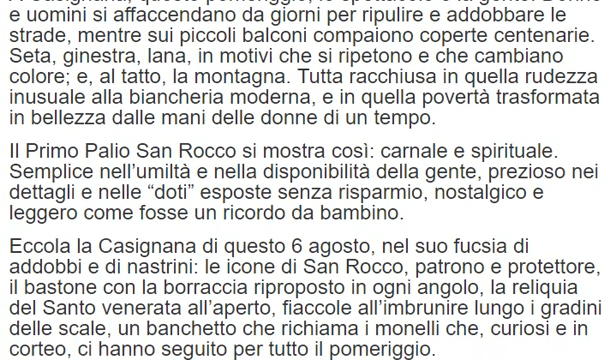 e uomini si affaccendano da giorni per ripulire e addobbare le
strade, mentre sui piccoli balconi compaiono coperte centenarie.
Seta, ginestra, lana, in motivi che si ripetono e che cambiano
colore; e, al tatto, la montagna. Tutta racchiusa in quella rudezza
inusuale alla biancheria moderna, e in quella povertà trasformata
in bellezza dalle mani delle donne di un tempo.
Il Primo Palio San Rocco si mostra così: carnale e spirituale.
Semplice nell’umiltà e nella disponibilità della gente, prezioso nei
dettagli e nelle “doti” esposte senza risparmio, nostalgico e
leggero come fosse un ricordo da bambino.
Eccola la Casignana di questo 6 agosto, nel suo fucsia di
addobbi e di nastrini: le icone di San Rocco, patrono e protettore,
il bastone con la borraccia riproposto in ogni angolo, la reliquia
del Santo venerata all’aperto, fiaccole all’imbrunire lungo i gradini
delle scale, un banchetto che richiama i monelli che, curiosi e in
corteo, ci hanno seguito per tutto il pomeriggio.